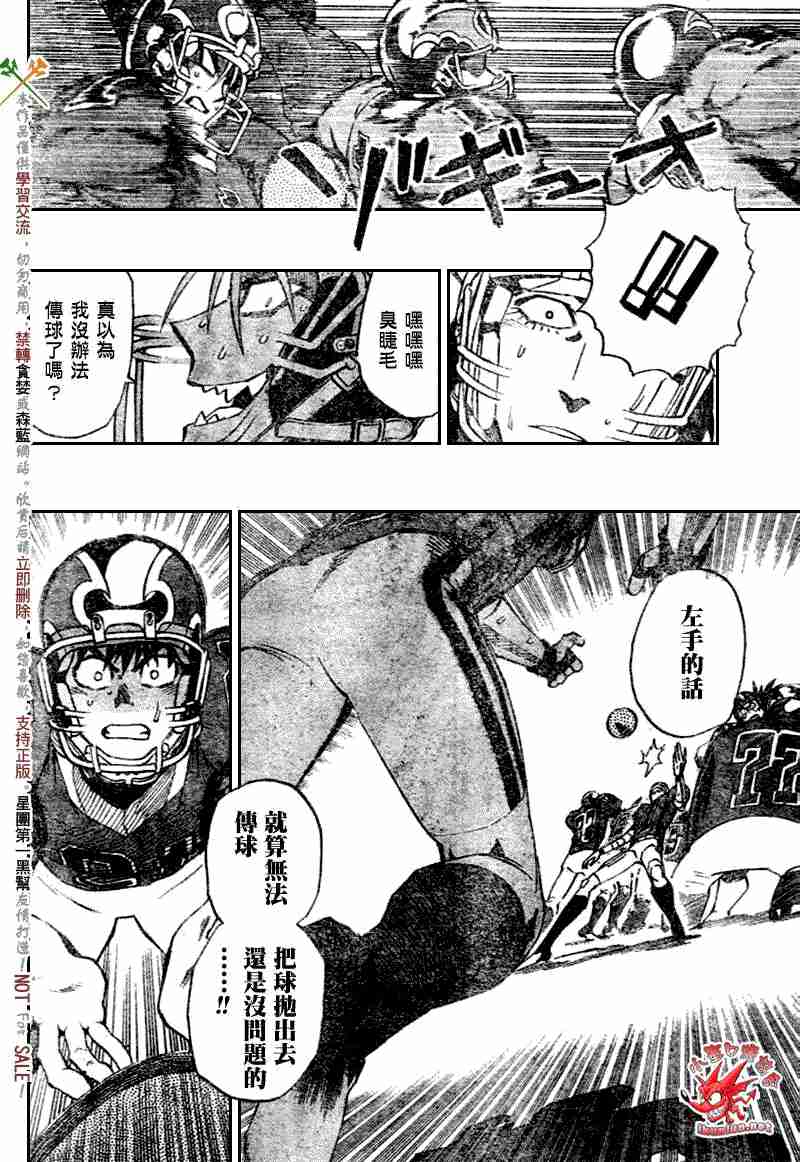 ズギュオ
!!
嘿嘿嘿
臭睫毛
真以為
我沒辦法
傳球了嗎？
左手的話
就算無法
傳球
把球拋出去
還是沒問題的
……!!
77
本作品僅供學習交流，切勿商用，禁轉貪婪或森藍網站。欣賞后請立即刪除，如您喜歡，支持正版。星團第一黑幫友情打造！NOT For SALE！